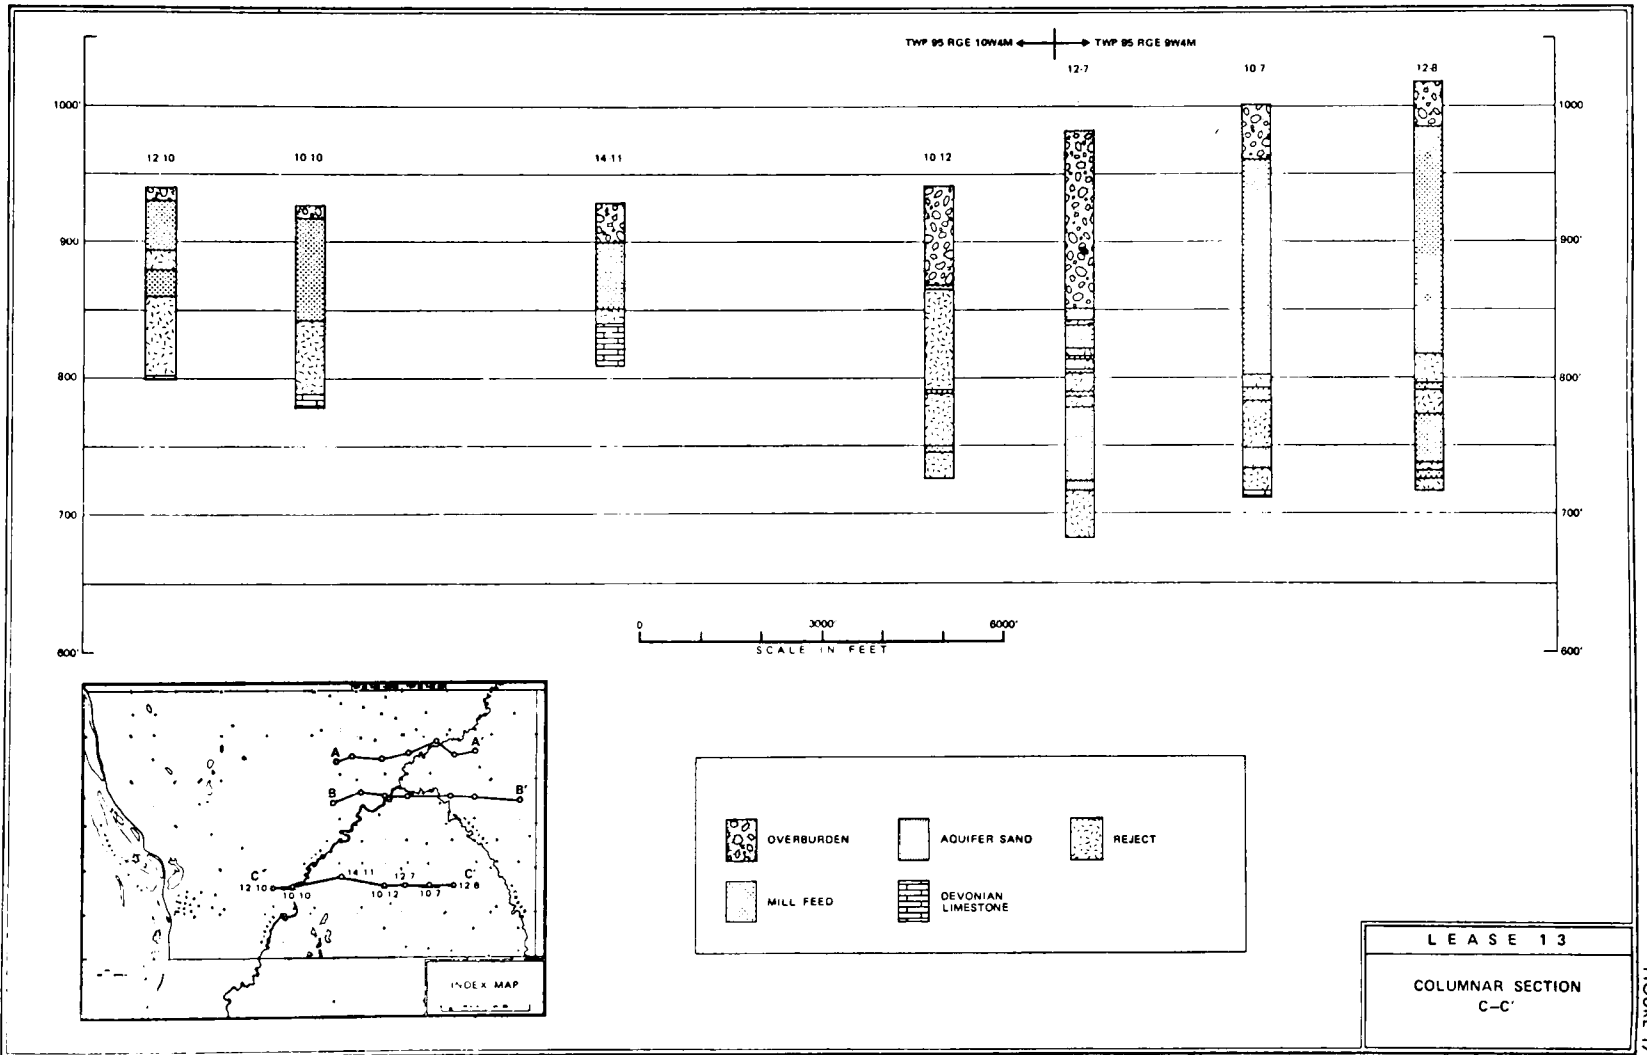 TWP 95 RGE 10W4M TWP 95 RGE 9W4M
12-7 10 7 12-8
1000' 1000
12 10 10 10 14 11 10 12
900 900'
800 800'
700 700'
0 3000' 6000'
SCALE IN FEET
600' 600'
A A'
B B'
C C'
12 10 10 10 14 11 10 12 12 7 10 7 12 8
INDEX MAP
OVERBURDEN AQUIFER SAND REJECT
MILL FEED DEVONIAN
LIMESTONE
LEASE 13
COLUMNAR SECTION
C–C'